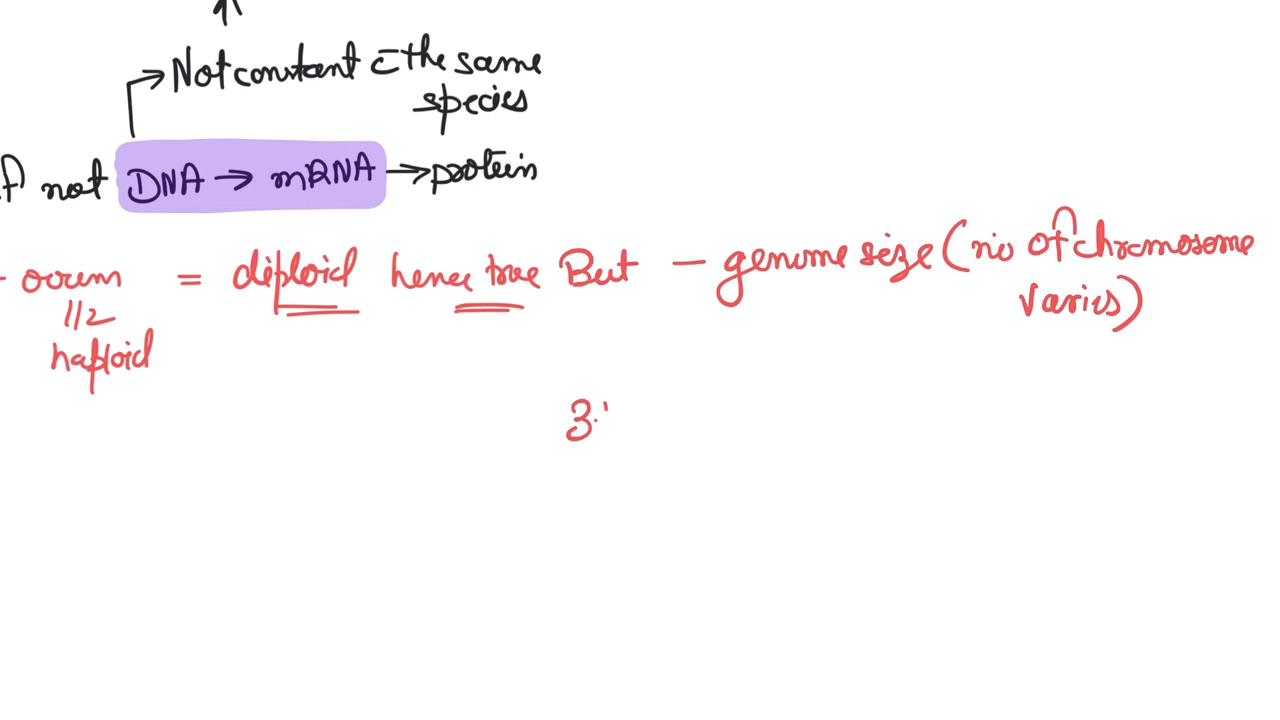 Not constant c̄ the same
species
if not DNA → mRNA → protein
= diploid hence true But — genome size (no of chromosome
varies)
1/2
haploid
3.